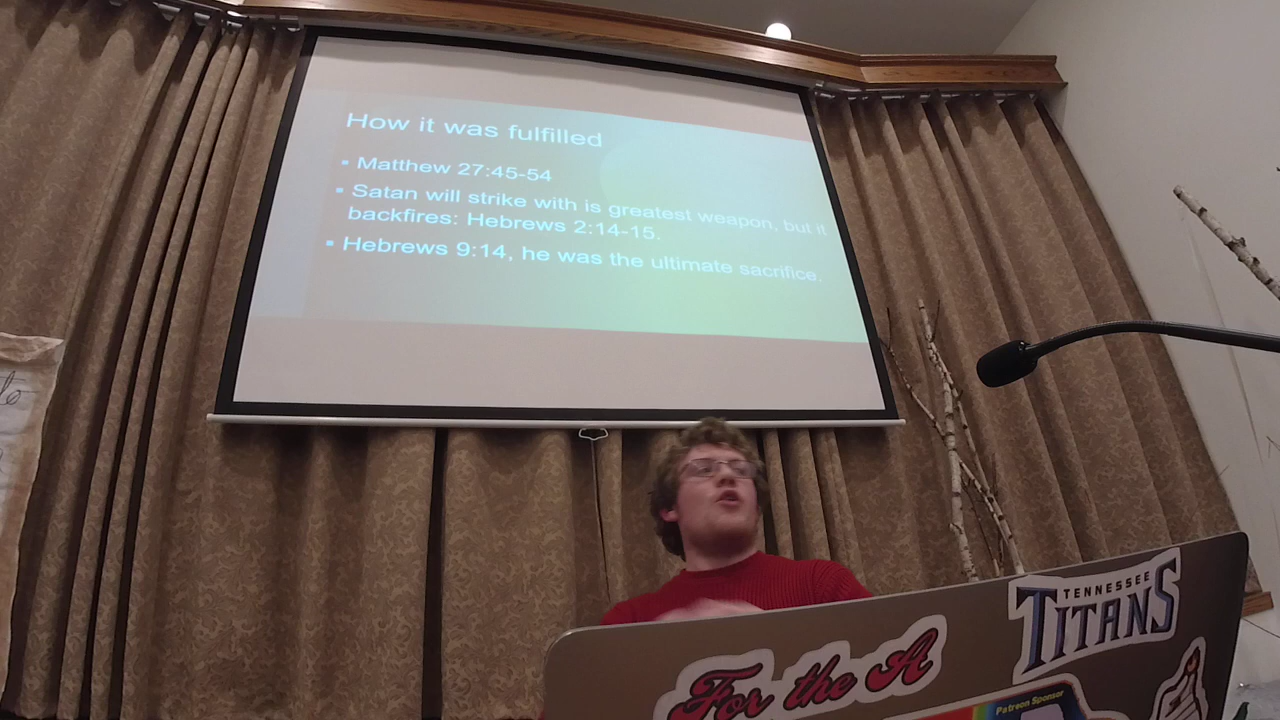 How it was fulfilled
Matthew 27:45-54
Satan will strike with is greatest weapon, but it
backfires: Hebrews 2:14-15.
Hebrews 9:14, he was the ultimate sacrifice.
TENNESSEE
TITANS
For the A
Patreon Sponsor